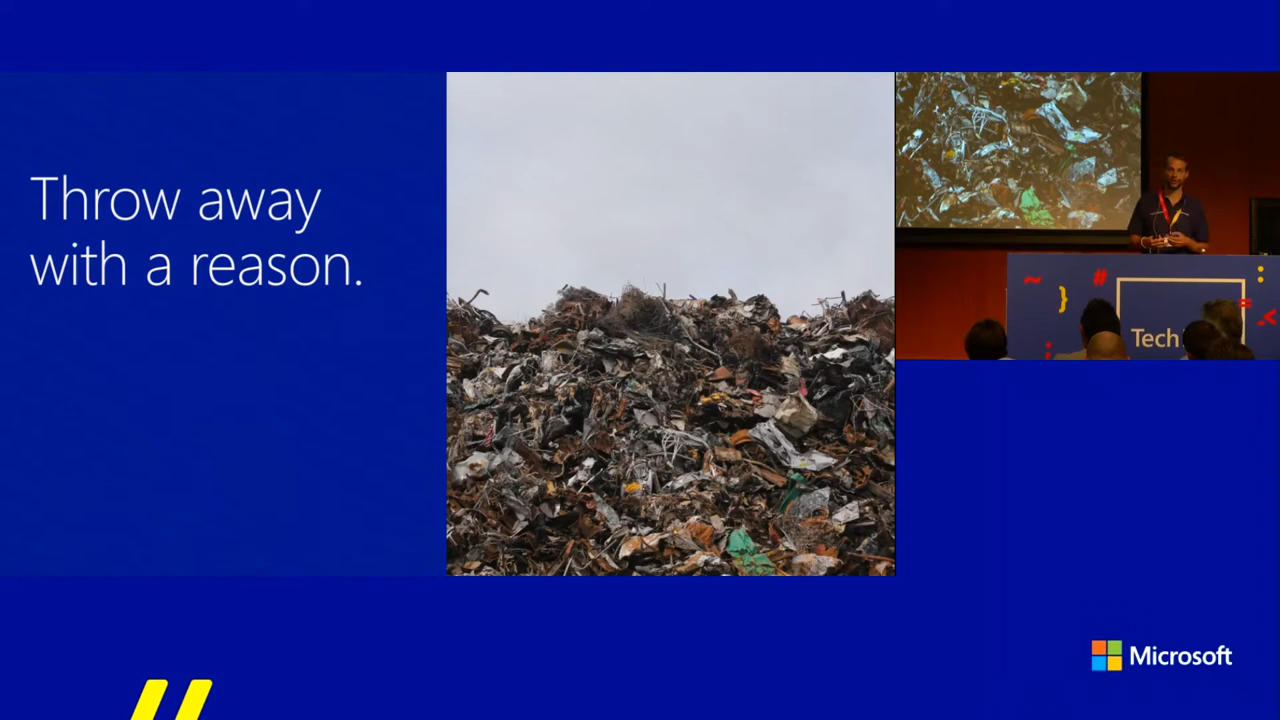 Throw away
with a reason.
~ # :
}
= <
Tech
Microsoft